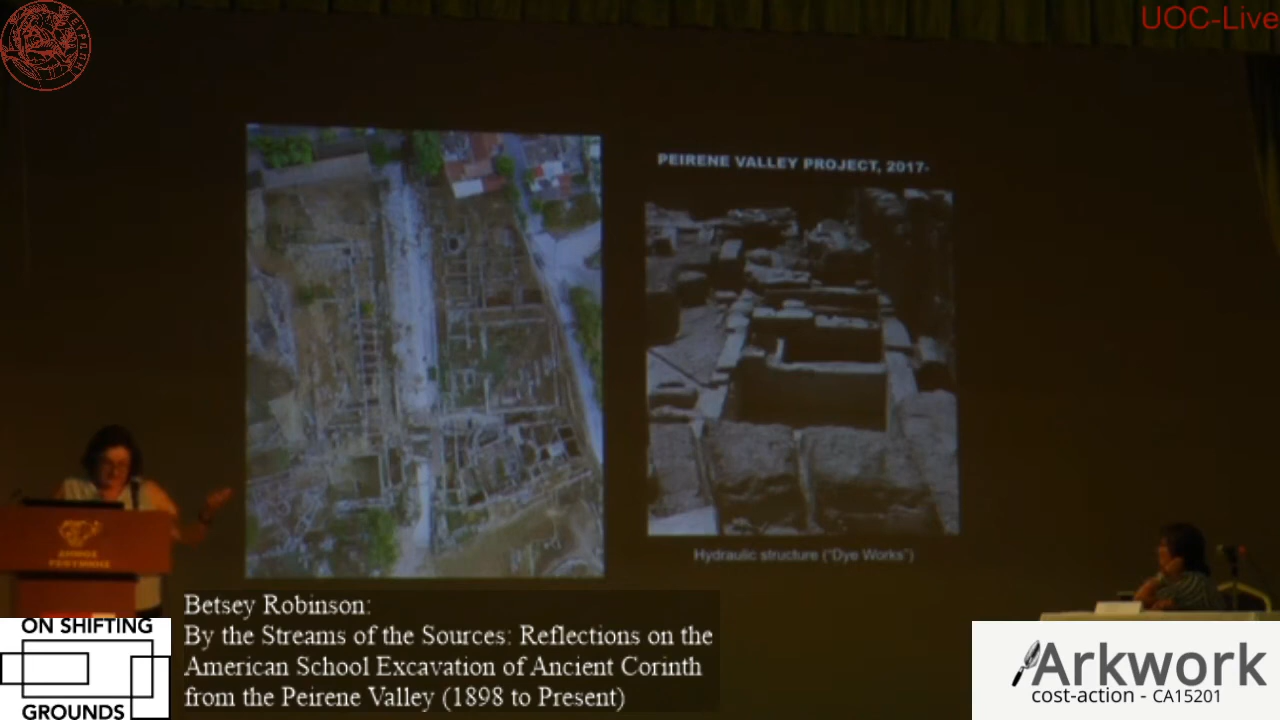 UOC-Live
PEIRENE VALLEY PROJECT, 2017-
Hydraulic structure ("Dye Works")
ΔΗΜΟΣ
ΡΕΘΥΜΝΗΣ
Betsey Robinson:
By the Streams of the Sources: Reflections on the
American School Excavation of Ancient Corinth
from the Peirene Valley (1898 to Present)
ON SHIFTING
GROUNDS
Arkwork
cost-action - CA15201